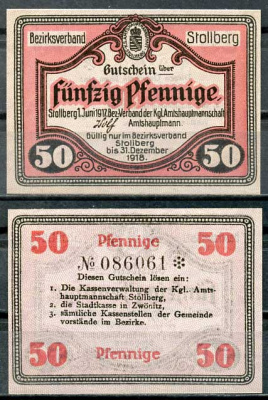 Bezirksverband Stollberg
Gutschein über
fünfzig Pfennige
Stollberg 1. Juni 1917. Bez.-Verband der Kgl. Amtshauptmannschaft
Amtshauptmann.
Gültig nur im Bezirksverband
Stollberg
50 bis 31. Dezember 50
1918.
50 Pfennige 50
No 086061 ✻
Diesen Gutschein lösen ein:
1. Die Kassenverwaltung der Kgl. Amts-
hauptmannschaft Stollberg,
2. die Stadtkasse in Zwönitz,
3. sämtliche Kassenstellen der Gemeinde
vorstände im Bezirke.
50 Pfennige 50